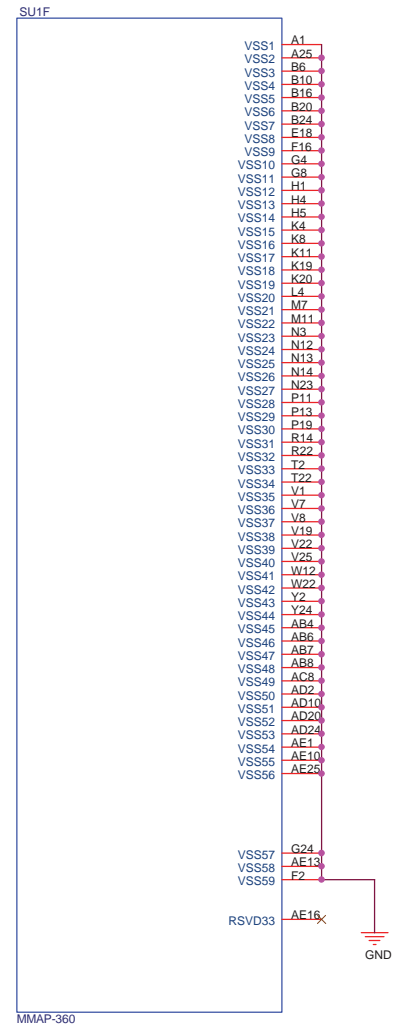 SU1F
VSS1 A1
VSS2 A25
VSS3 B6
VSS4 B10
VSS5 B16
VSS6 B20
VSS7 B24
VSS8 E18
VSS9 F16
VSS10 G4
VSS11 G8
VSS12 H1
VSS13 H4
VSS14 H5
VSS15 K4
VSS16 K8
VSS17 K11
VSS18 K19
VSS19 K20
VSS20 L4
VSS21 M7
VSS22 M11
VSS23 N3
VSS24 N12
VSS25 N13
VSS26 N14
VSS27 N23
VSS28 P11
VSS29 P13
VSS30 P19
VSS31 R14
VSS32 R22
VSS33 T2
VSS34 T22
VSS35 V1
VSS36 V7
VSS37 V8
VSS38 V19
VSS39 V22
VSS40 V25
VSS41 W12
VSS42 W22
VSS43 Y2
VSS44 Y24
VSS45 AB4
VSS46 AB6
VSS47 AB7
VSS48 AB8
VSS49 AC8
VSS50 AD2
VSS51 AD10
VSS52 AD20
VSS53 AD24
VSS54 AE1
VSS55 AE10
VSS56 AE25
VSS57 G24
VSS58 AE13
VSS59 F2
RSVD33 AE16
GND
MMAP-360